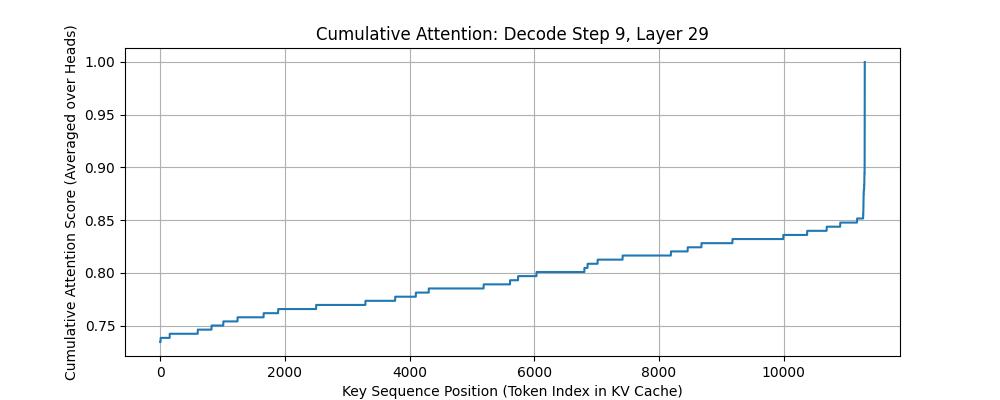 Cumulative Attention: Decode Step 9, Layer 29
Cumulative Attention Score (Averaged over Heads)
1.00
0.95
0.90
0.85
0.80
0.75
0 2000 4000 6000 8000 10000
Key Sequence Position (Token Index in KV Cache)